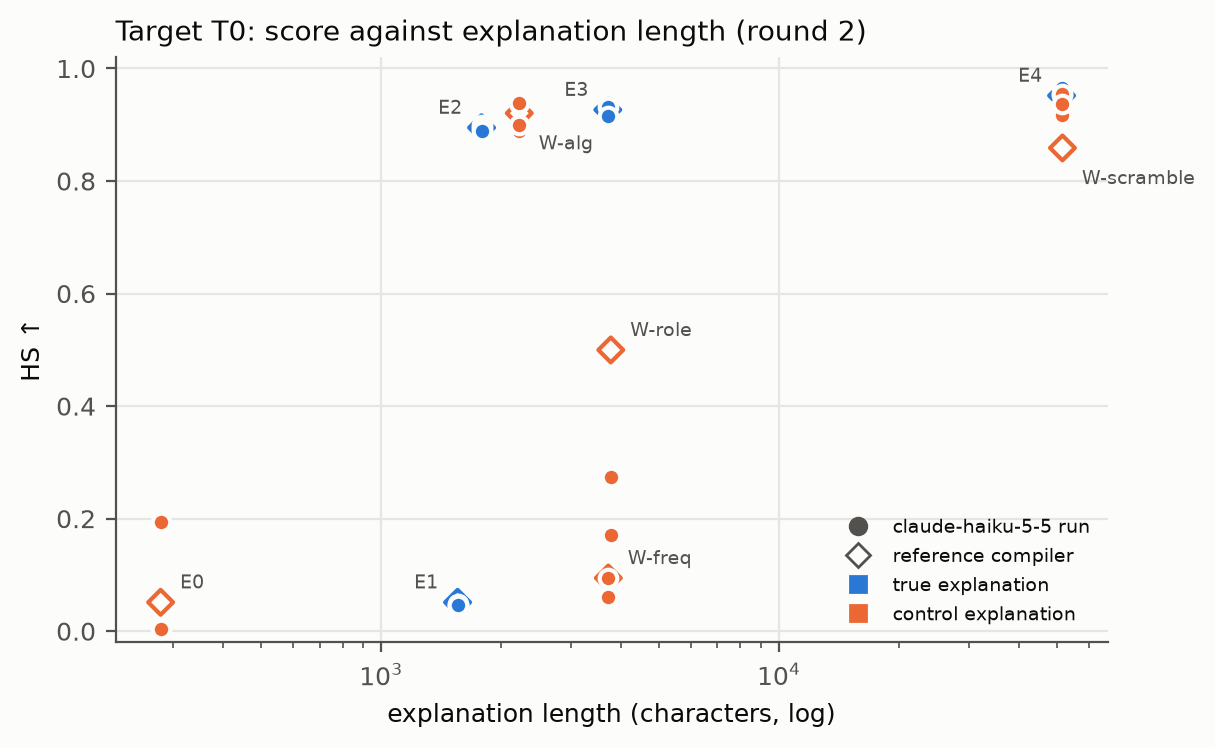 Target T0: score against explanation length (round 2)
1.0
0.8
0.6
0.4
0.2
0.0
HS ↑
E2
W-alg
E3
E4
W-scramble
W-role
W-freq
E0
E1
claude-haiku-5-5 run
reference compiler
true explanation
control explanation
10³
10⁴
explanation length (characters, log)